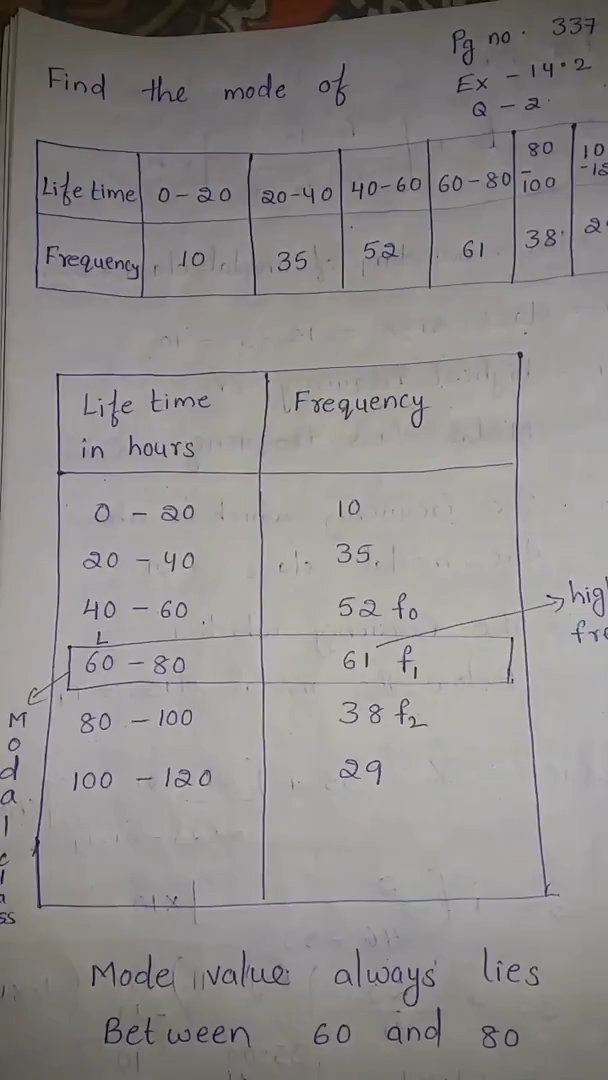 Pg no. 337
Find the mode of
Ex - 14.2
Q - 2.
Life time 0-20 20-40 40-60 60-80 80-100 10
Frequency 10 35 52 61 38
Life time Frequency
in hours
0 - 20 10
20 - 40 35
40 - 60 52 f0
L
60 - 80 61 f1
80 - 100 38 f2
100 - 120 29
Modal class
Mode value always lies
Between 60 and 80